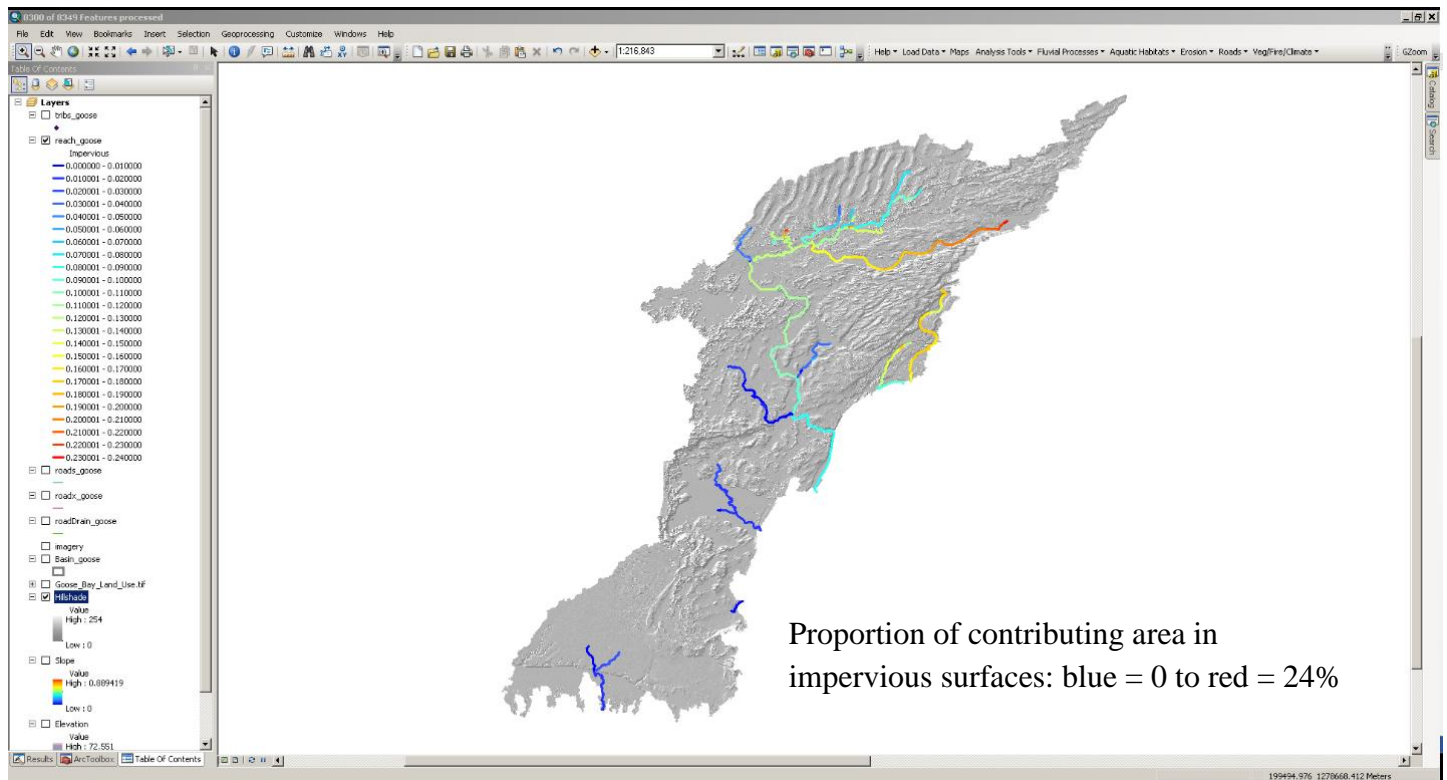 8300 of 8349 Features processed
File Edit View Bookmarks Insert Selection Geoprocessing Customize Windows Help
1:216,843
Help Load Data Maps Analysis Tools Fluvial Processes Aquatic Habitats Erosion Roads Veg/Fire/Climate
GZoom
Table Of Contents
Catalog
Search
Layers
tribs_goose
reach_goose
Impervious
0.000000 - 0.010000
0.010001 - 0.020000
0.020001 - 0.030000
0.030001 - 0.040000
0.040001 - 0.050000
0.050001 - 0.060000
0.060001 - 0.070000
0.070001 - 0.080000
0.080001 - 0.090000
0.090001 - 0.100000
0.100001 - 0.110000
0.110001 - 0.120000
0.120001 - 0.130000
0.130001 - 0.140000
0.140001 - 0.150000
0.150001 - 0.160000
0.160001 - 0.170000
0.170001 - 0.180000
0.180001 - 0.190000
0.190001 - 0.200000
0.200001 - 0.210000
0.210001 - 0.220000
0.220001 - 0.230000
0.230001 - 0.240000
roads_goose
roadx_goose
roadDrain_goose
imagery
Basin_goose
Goose_Bay_Land_Use.tif
Hillshade
Value
High : 254
Low : 0
Slope
Value
High : 0.889419
Low : 0
Elevation
Value
High : 72.551
Proportion of contributing area in
impervious surfaces: blue = 0 to red = 24%
Results ArcToolbox Table Of Contents
199494.976 1278668.412 Meters